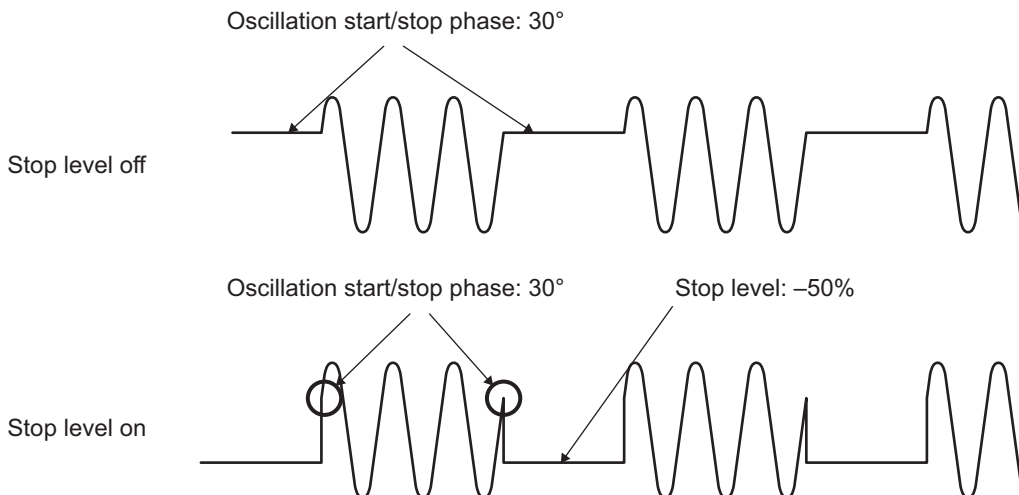 Oscillation start/stop phase: 30°
Stop level off
Oscillation start/stop phase: 30°
Stop level: –50%
Stop level on